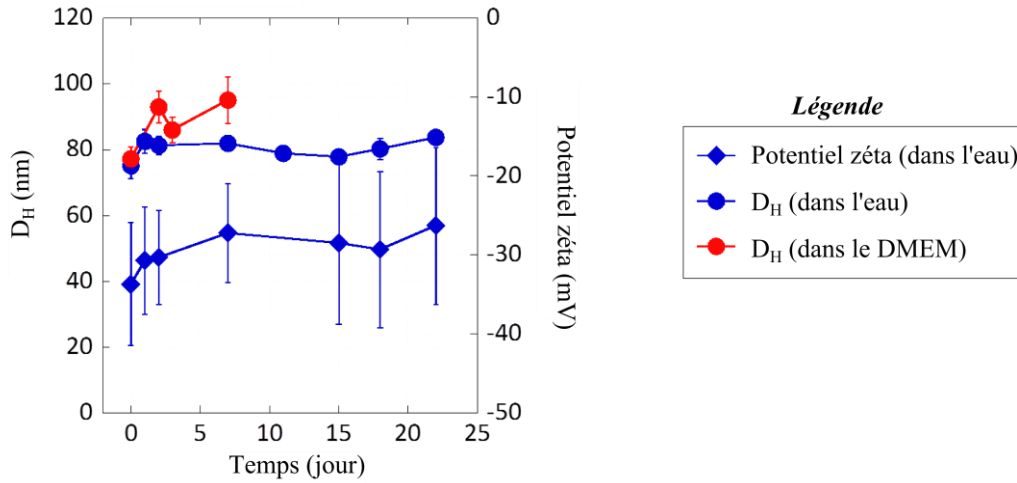 120
100
80
60
40
20
0
D_H (nm)
0
-10
-20
-30
-40
-50
Potentiel zéta (mV)
0
5
10
15
20
25
Temps (jour)
Légende
Potentiel zéta (dans l'eau)
D_H (dans l'eau)
D_H (dans le DMEM)